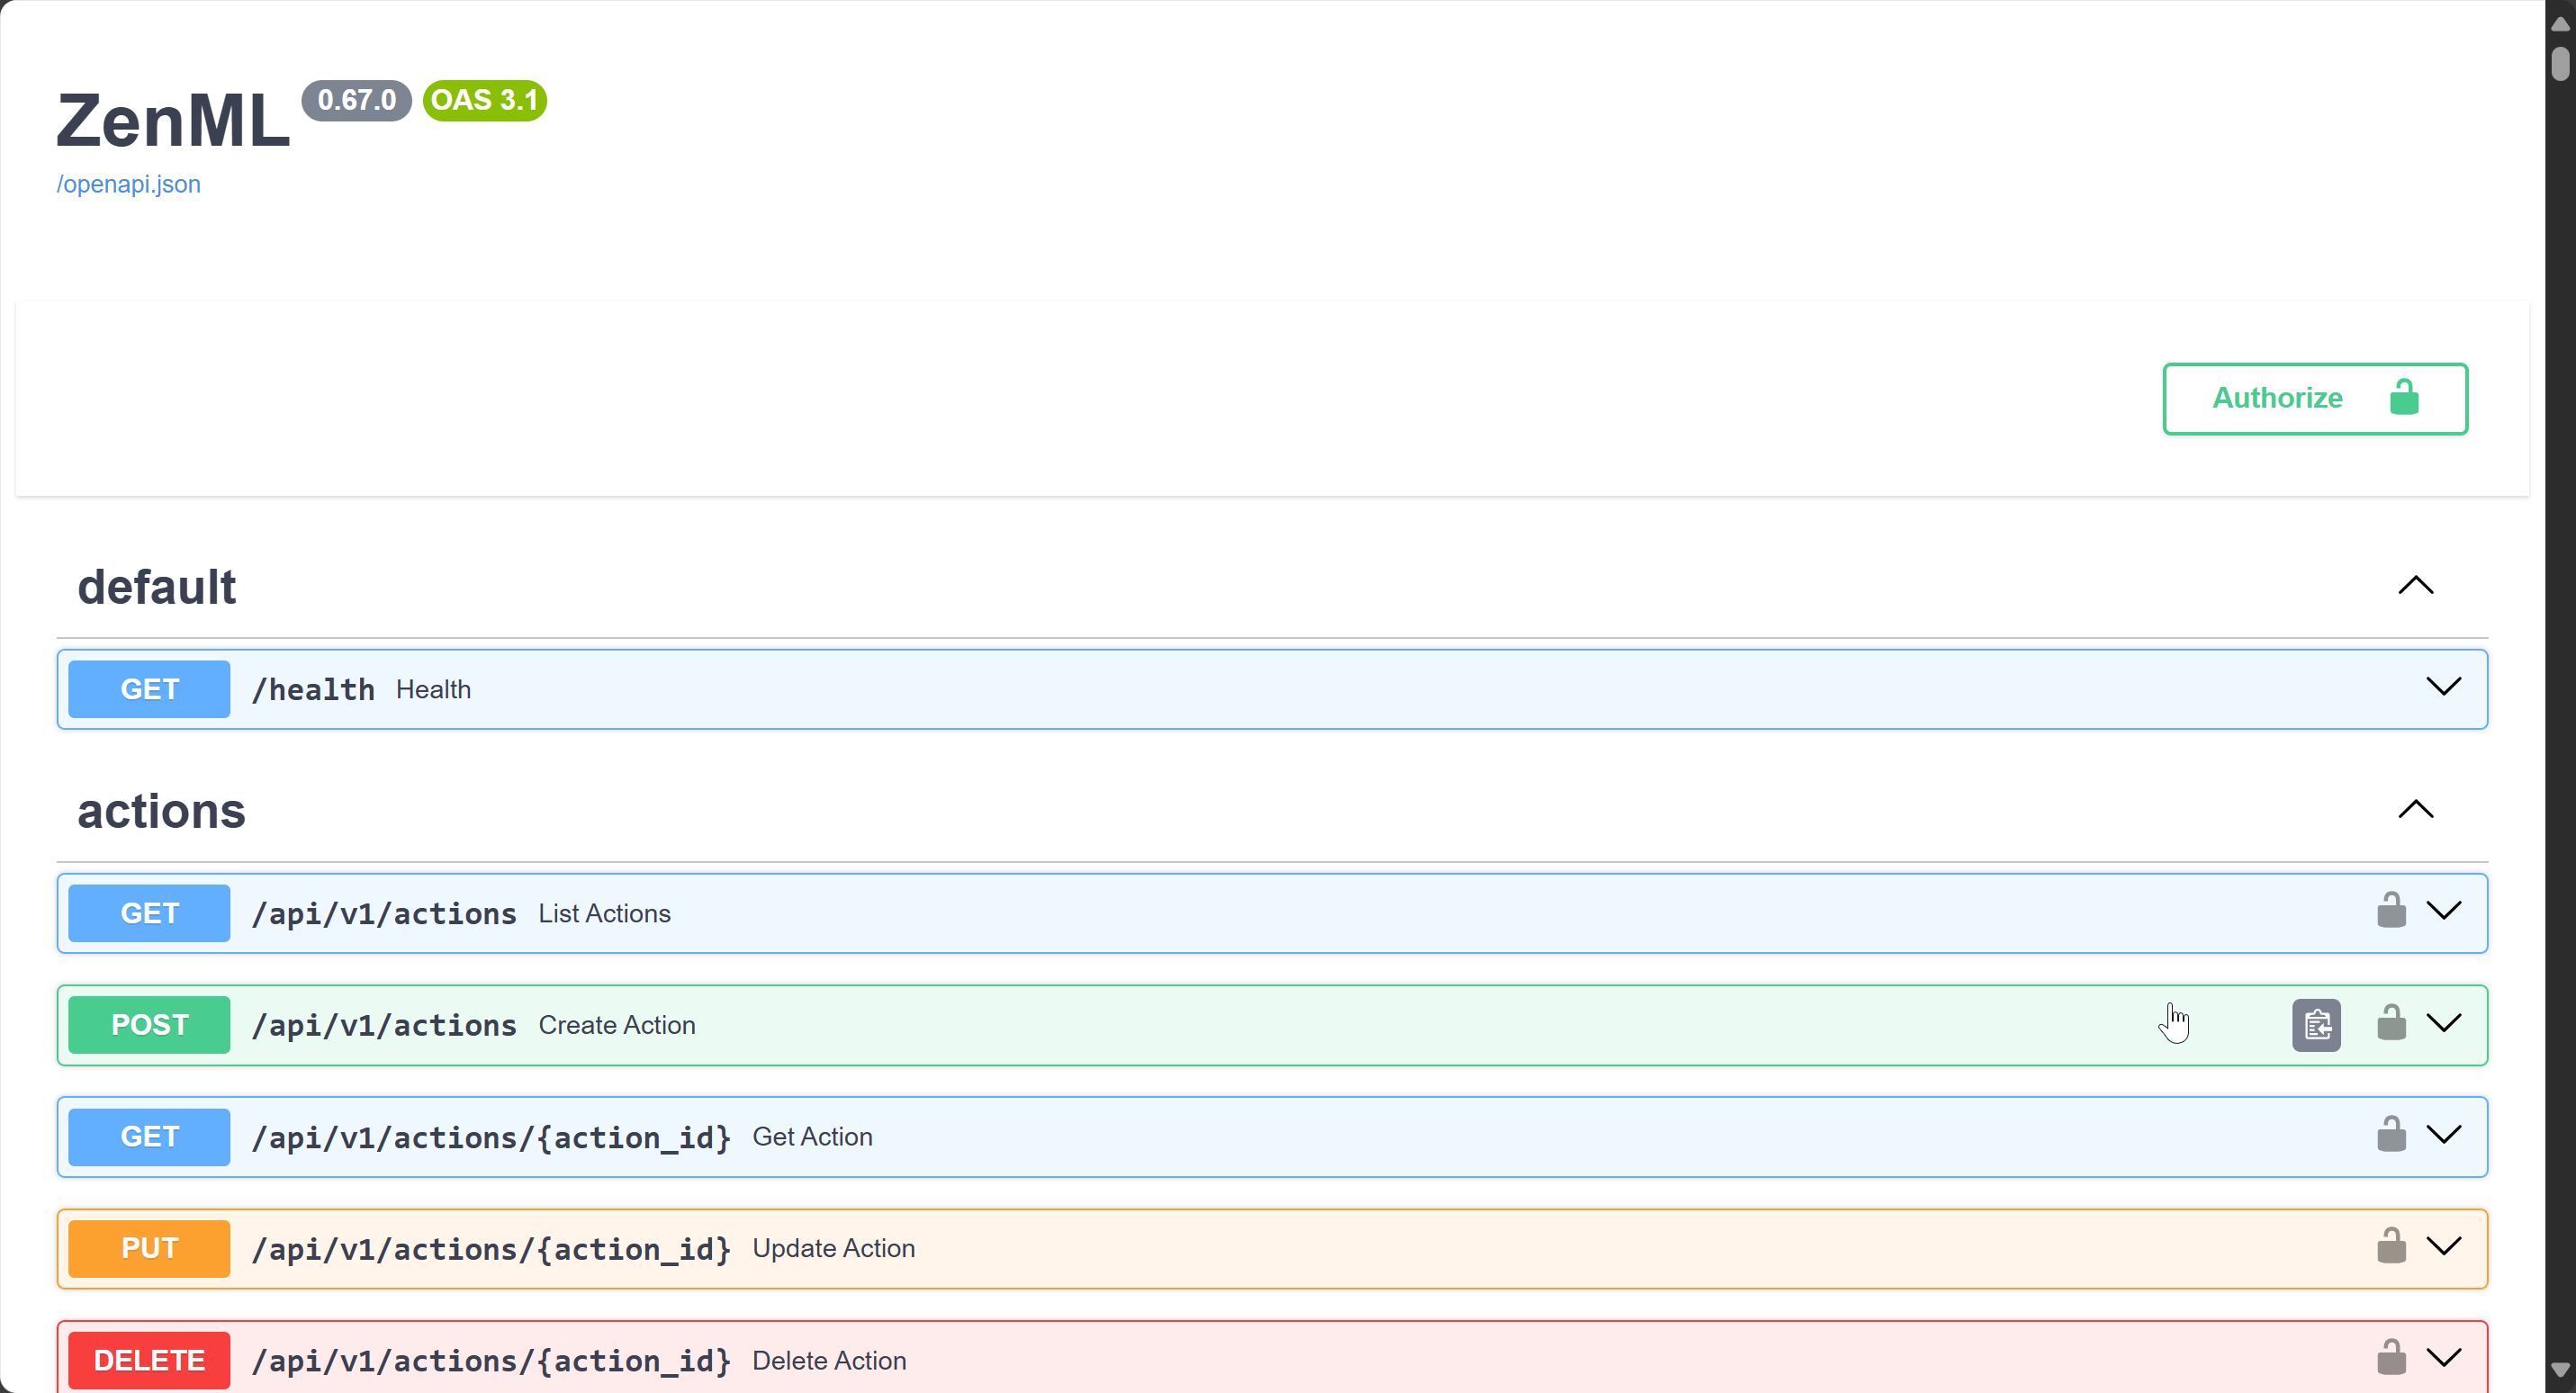 ZenML 0.67.0 OAS 3.1
/openapi.json
Authorize
default
GET /health Health
actions
GET /api/v1/actions List Actions
POST /api/v1/actions Create Action
GET /api/v1/actions/{action_id} Get Action
PUT /api/v1/actions/{action_id} Update Action
DELETE /api/v1/actions/{action_id} Delete Action